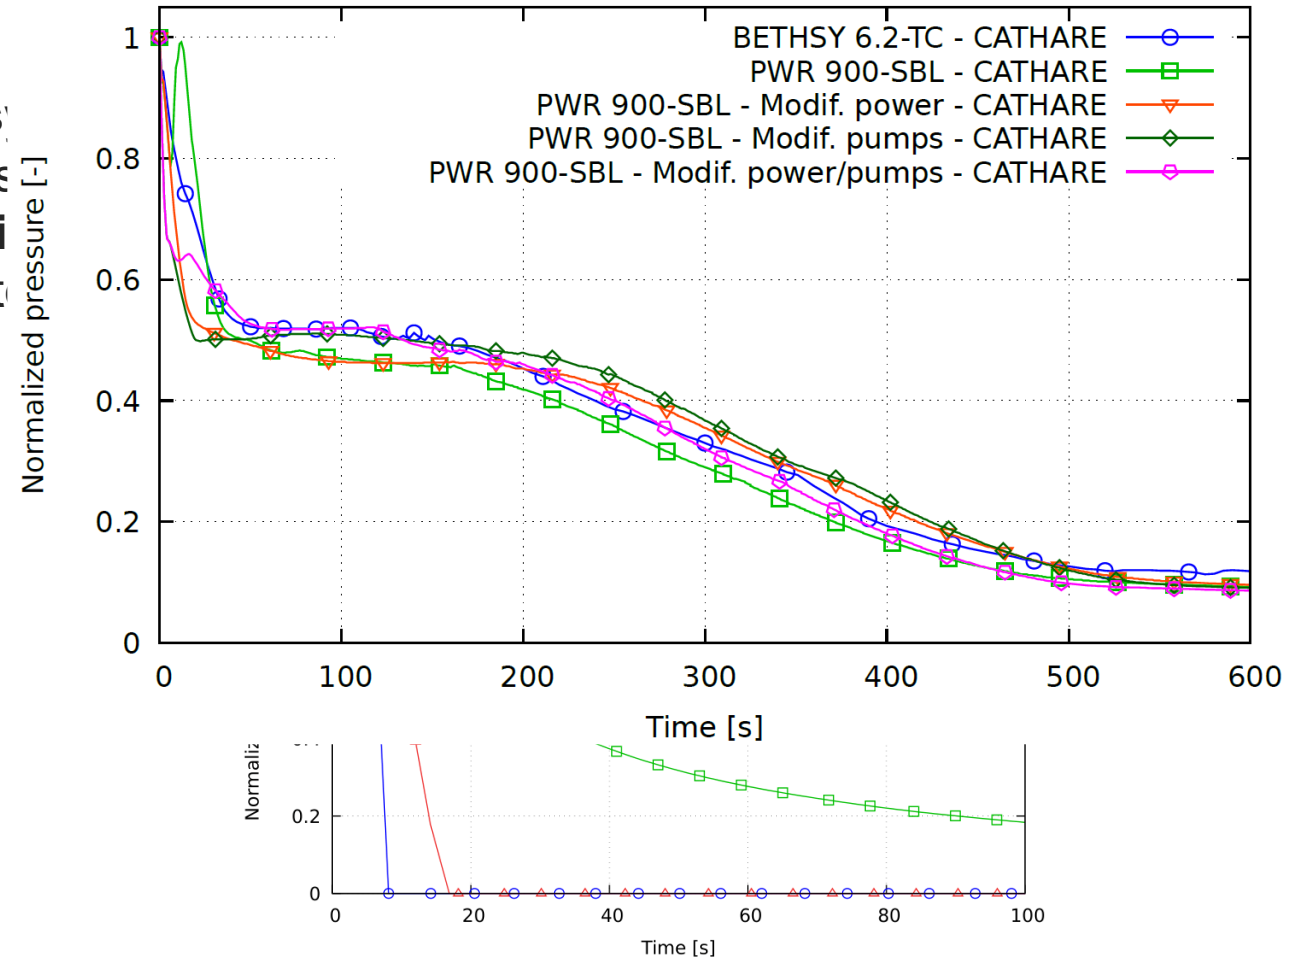 BETHSY 6.2-TC - CATHARE
PWR 900-SBL - CATHARE
PWR 900-SBL - Modif. power - CATHARE
PWR 900-SBL - Modif. pumps - CATHARE
PWR 900-SBL - Modif. power/pumps - CATHARE
Normalized pressure [-]
1
0.8
0.6
0.4
0.2
0
0 100 200 300 400 500 600
Time [s]
0.2
0
0 20 40 60 80 100
Time [s]